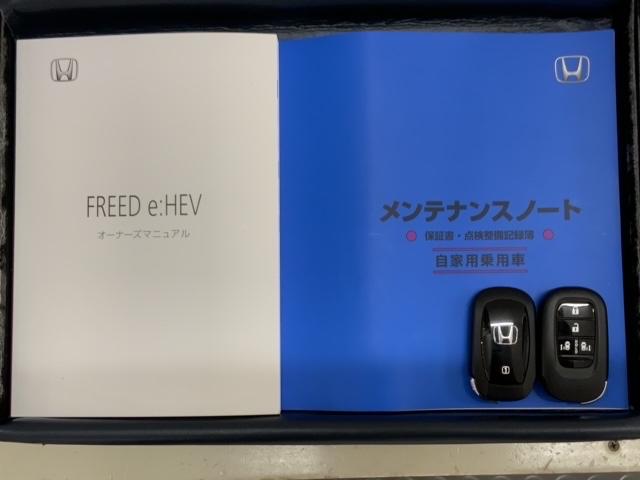 FREED e:HEV
オーナーズマニュアル
メンテナンスノート
保証書・点検整備記録簿
自家用乗用車